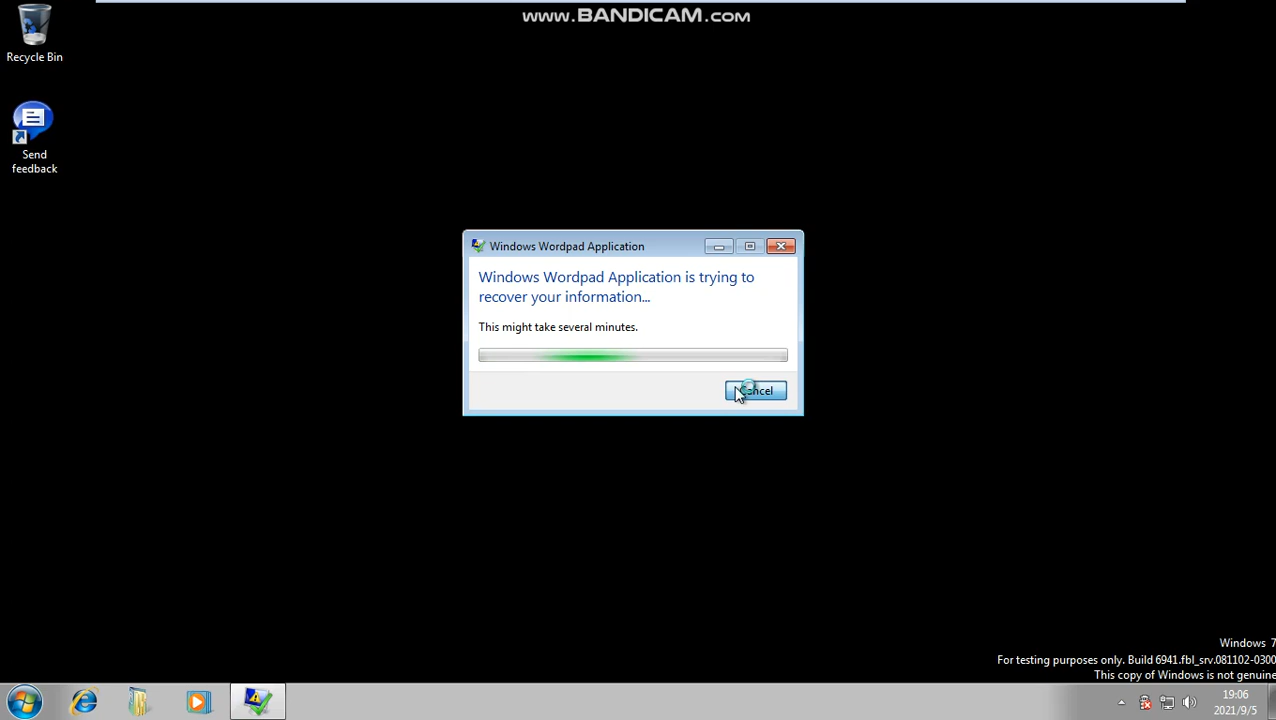 www.BANDICAM.com
Recycle Bin
Send
feedback
Windows Wordpad Application
Windows Wordpad Application is trying to
recover your information...
This might take several minutes.
Cancel
Windows 7
For testing purposes only. Build 6941.fbl_srv.081102-0300
This copy of Windows is not genuine
19:06
2021/9/5